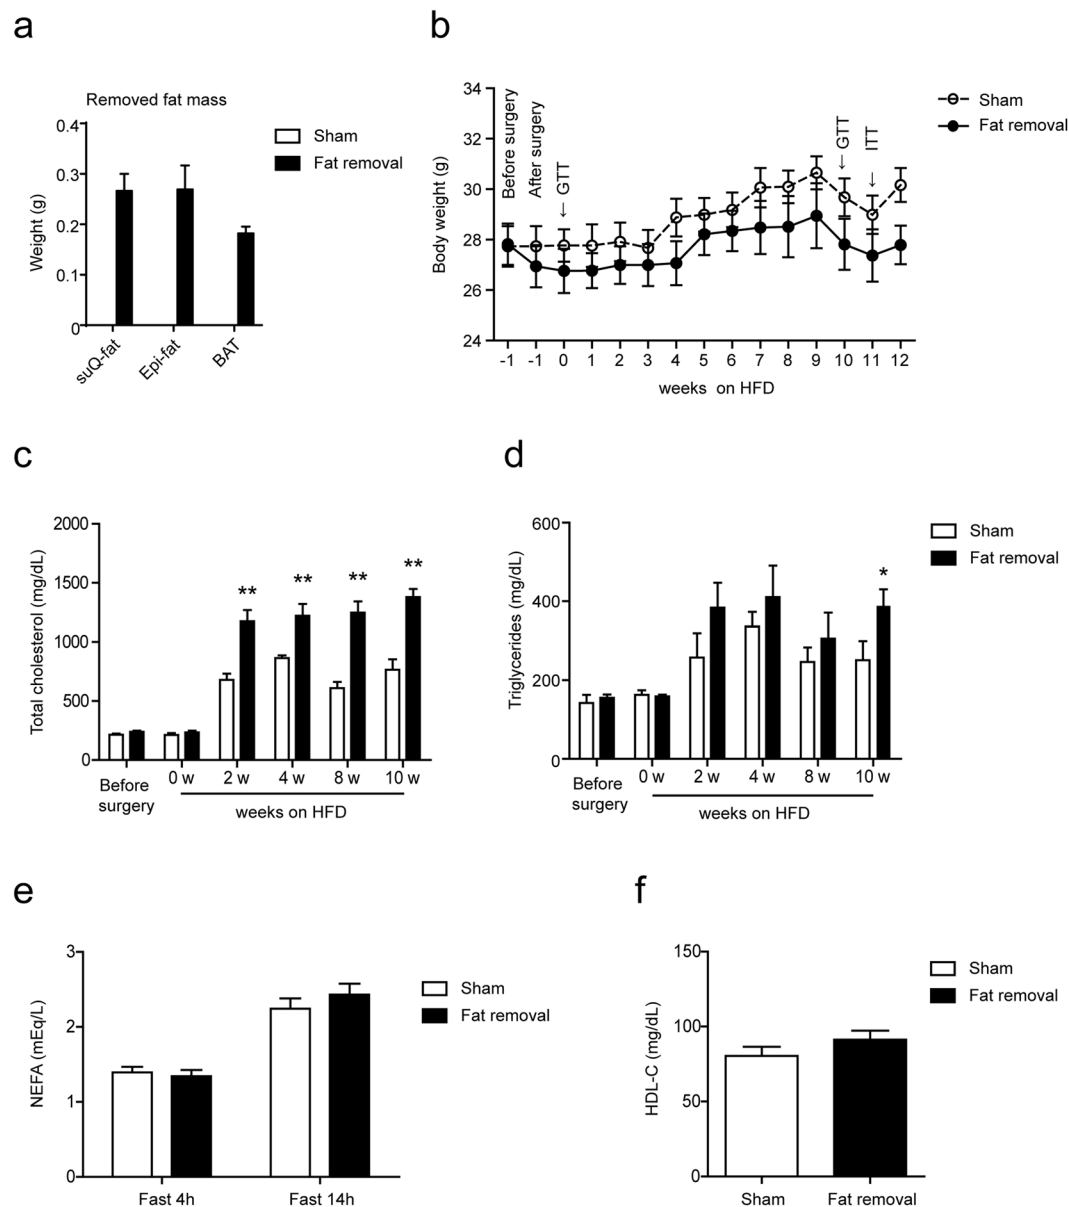 a
Removed fat mass
Sham
Fat removal
Weight (g)
0.4
0.3
0.2
0.1
0
suQ-fat
Epi-fat
BAT
b
Body weight (g)
34
32
30
28
26
24
Before surgery
After surgery
↓ GTT
↓ GTT
↓ ITT
Sham
Fat removal
-1 -1 0 1 2 3 4 5 6 7 8 9 10 11 12
weeks on HFD
c
Total cholesterol (mg/dL)
2000
1500
1000
500
0
** ** ** **
Before
surgery
0 w 2 w 4 w 8 w 10 w
weeks on HFD
d
Triglycerides (mg/dL)
600
400
200
0
*
Sham
Fat removal
Before
surgery
0 w 2 w 4 w 8 w 10 w
weeks on HFD
e
NEFA (mEq/L)
3
2
1
0
Fast 4h
Fast 14h
Sham
Fat removal
f
HDL-C (mg/dL)
150
100
50
0
Sham
Fat removal
Sham
Fat removal